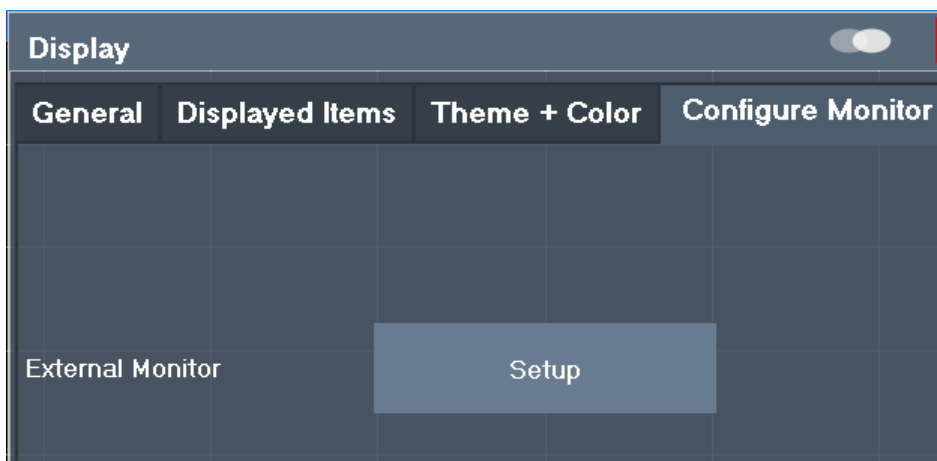 Display
General Displayed Items Theme + Color Configure Monitor
External Monitor Setup